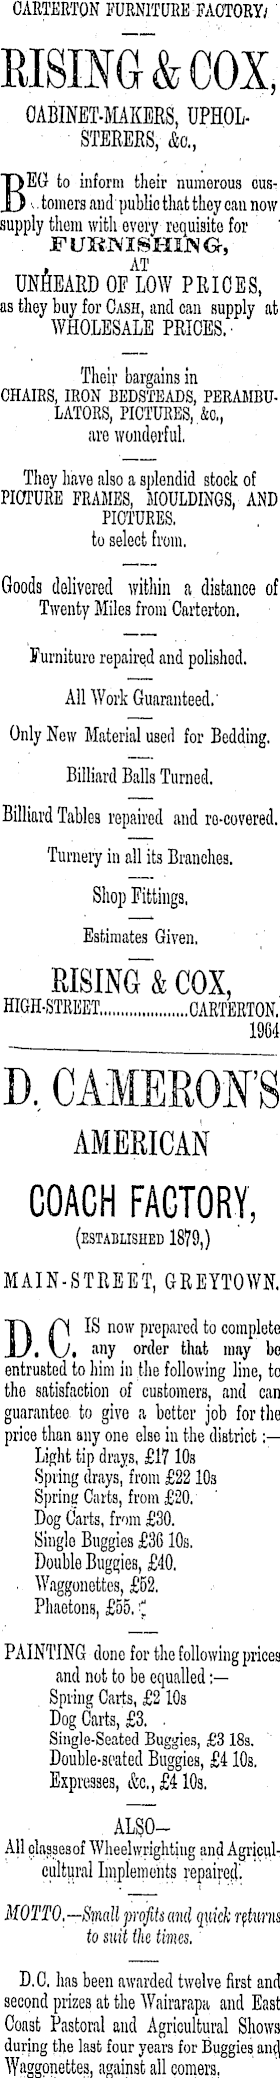 CARTERTON FURNITURE FACTORY,
RISING & COX,
CABINET-MAKERS, UPHOL-
STERERS, &c.,
BEG to inform their numerous cus-
tomers and public that they can now
supply them with every requisite for
FURNISHING,
AT
UNHEARD OF LOW PRICES,
as they buy for CASH, and can supply at
WHOLESALE PRICES.
Their bargains in
CHAIRS, IRON BEDSTEADS, PERAMBU-
LATORS, PICTURES, &c.,
are wonderful.
They have also a splendid stock of
PICTURE FRAMES, MOULDINGS, AND
PICTURES.
to select from.
Goods delivered within a distance of
Twenty Miles from Carterton.
Furniture repaired and polished.
All Work Guaranteed.
Only New Material used for Bedding.
Billiard Balls Turned.
Billiard Tables repaired and re-covered.
Turnery in all its Branches.
Shop Fittings.
Estimates Given.
RISING & COX,
HIGH-STREET.....................CARTERTON.
1964
D. CAMERON'S
AMERICAN
COACH FACTORY,
(ESTABLISHED 1879,)
MAIN-STREET, GREYTOWN.
D. C. IS now prepared to complete
any order that may be
entrusted to him in the following line, to
the satisfaction of customers, and can
guarantee to give a better job for the
price than any one else in the district :—
Light tip drays, £17 10s
Spring drays, from £22 10s
Spring Carts, from £20.
Dog Carts, from £30.
Single Buggies £36 10s.
Double Buggies, £40.
Waggonettes, £52.
Phaetons, £55.
PAINTING done for the following prices
and not to be equalled :—
Spring Carts, £2 10s
Dog Carts, £3.
Single-Seated Buggies, £3 18s.
Double-seated Buggies, £4 10s.
Expresses, &c., £4 10s.
ALSO—
All classes of Wheelwrighting and Agricul-
cultural Implements repaired.
MOTTO.—Small profits and quick returns
to suit the times.
D.C. has been awarded twelve first and
second prizes at the Wairarapa and East
Coast Pastoral and Agricultural Shows
during the last four years for Buggies and
Waggonettes, against all comers.